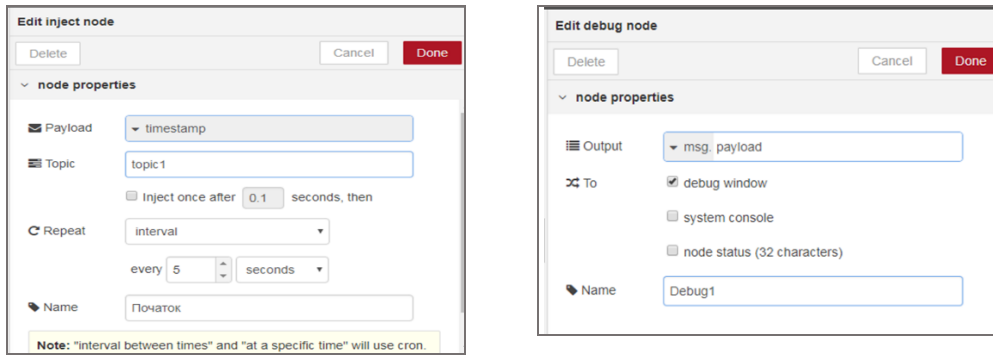 Edit inject node
Delete
Cancel
Done
node properties
Payload
timestamp
Topic
topic1
Inject once after 0.1 seconds, then
Repeat
interval
every 5 seconds
Name
Початок
Note: "interval between times" and "at a specific time" will use cron.
Edit debug node
Delete
Cancel
Done
node properties
Output
msg. payload
To
debug window
system console
node status (32 characters)
Name
Debug1